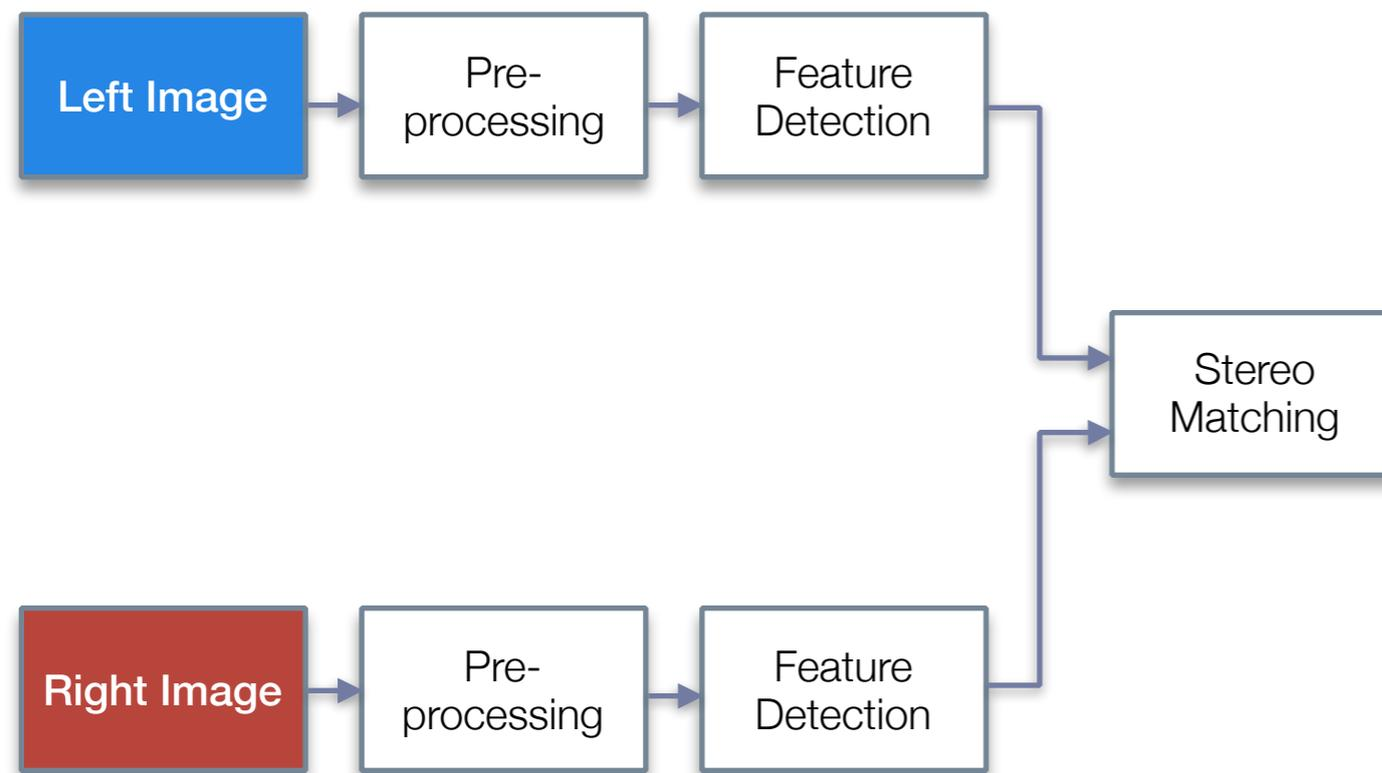 Left Image
Pre-
processing
Feature
Detection
Stereo
Matching
Right Image
Pre-
processing
Feature
Detection